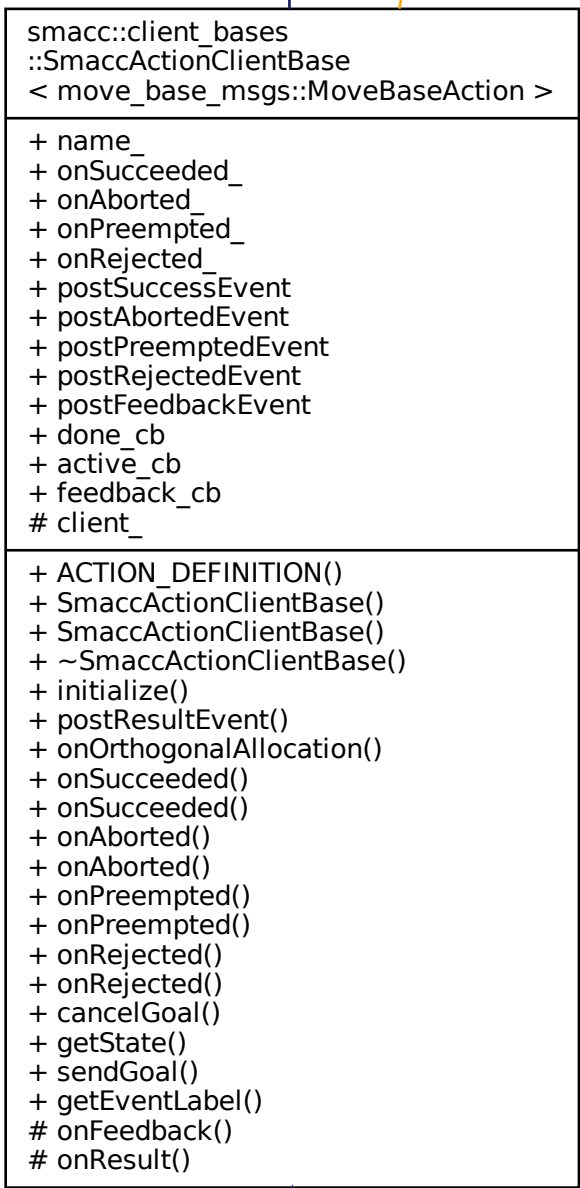 smacc::client_bases
::SmaccActionClientBase
< move_base_msgs::MoveBaseAction >
+ name_
+ onSucceeded_
+ onAborted_
+ onPreempted_
+ onRejected_
+ postSuccessEvent
+ postAbortedEvent
+ postPreemptedEvent
+ postRejectedEvent
+ postFeedbackEvent
+ done_cb
+ active_cb
+ feedback_cb
# client_
+ ACTION_DEFINITION()
+ SmaccActionClientBase()
+ SmaccActionClientBase()
+ ~SmaccActionClientBase()
+ initialize()
+ postResultEvent()
+ onOrthogonalAllocation()
+ onSucceeded()
+ onSucceeded()
+ onAborted()
+ onAborted()
+ onPreempted()
+ onPreempted()
+ onRejected()
+ onRejected()
+ cancelGoal()
+ getState()
+ sendGoal()
+ getEventLabel()
# onFeedback()
# onResult()